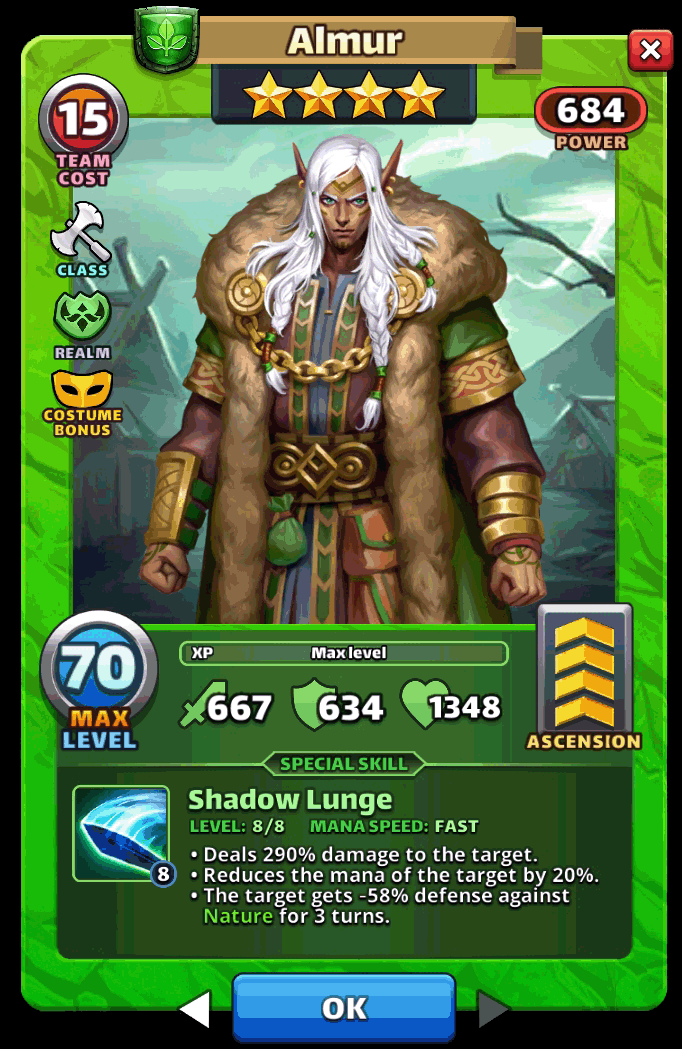 Almur
15
TEAM
COST
684
POWER
CLASS
REALM
COSTUME
BONUS
70
MAX
LEVEL
XP Max level
667 634 1348
ASCENSION
SPECIAL SKILL
Shadow Lunge
LEVEL: 8/8 MANA SPEED: FAST
8
• Deals 290% damage to the target.
• Reduces the mana of the target by 20%.
• The target gets -58% defense against
Nature for 3 turns.
OK